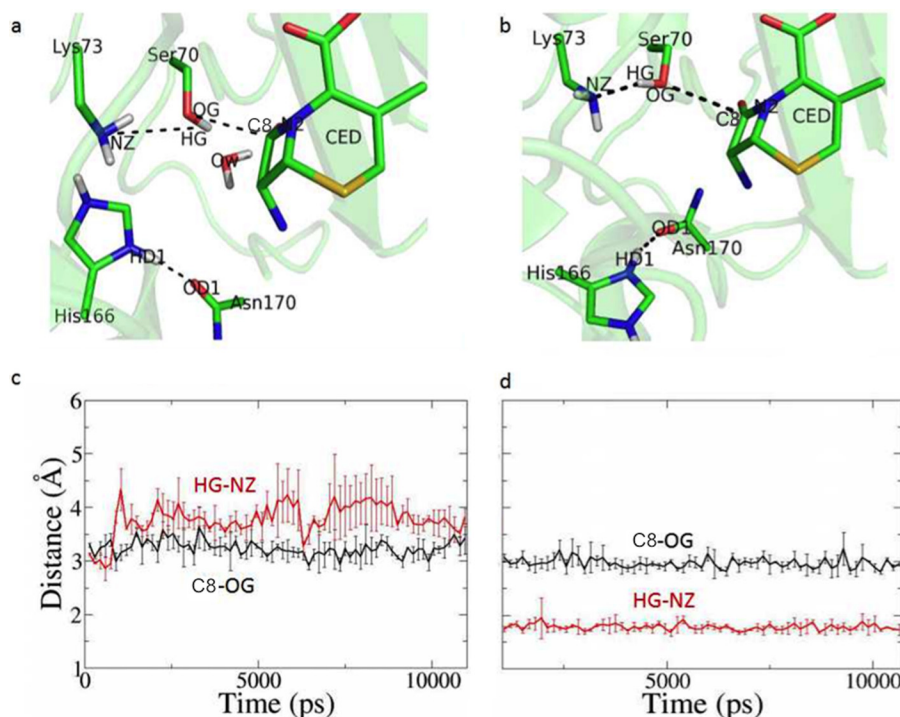 a
Lys73
Ser70
OG
HG
NZ
C8 N2
CED
OW
HD1
OD1
Asn170
His166
b
Lys73
Ser70
NZ
HG
OG
C8 N2
CED
OD1
Asn170
HD1
His166
c
6
5
4
3
2
1
HG-NZ
C8-OG
Distance (Å)
0 5000 10000
Time (ps)
d
C8-OG
HG-NZ
5000 10000
Time (ps)